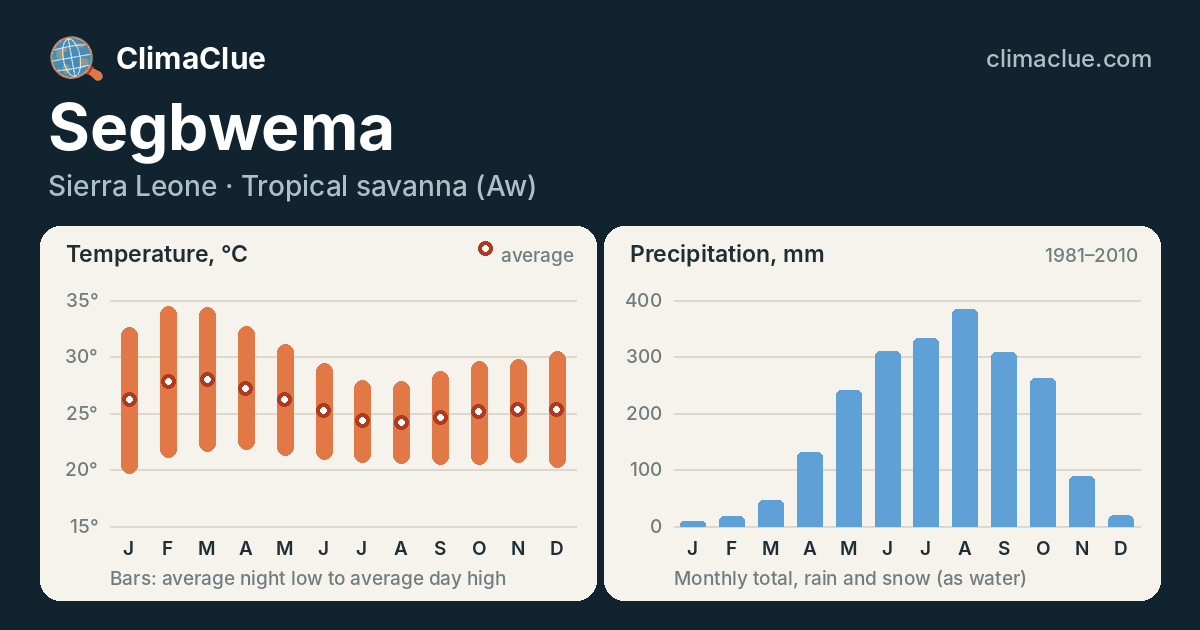 ClimaClue
climaclue.com
Segbwema
Sierra Leone · Tropical savanna (Aw)
Temperature, °C
average
35°
30°
25°
20°
15°
J F M A M J J A S O N D
Bars: average night low to average day high
Precipitation, mm
1981–2010
400
300
200
100
0
J F M A M J J A S O N D
Monthly total, rain and snow (as water)